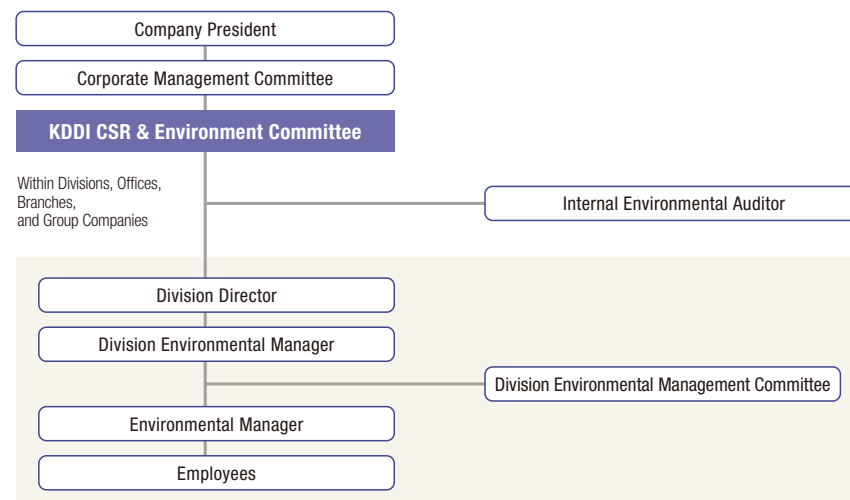 Company President
Corporate Management Committee
KDDI CSR & Environment Committee
Within Divisions, Offices,
Branches,
and Group Companies
Internal Environmental Auditor
Division Director
Division Environmental Manager
Division Environmental Management Committee
Environmental Manager
Employees